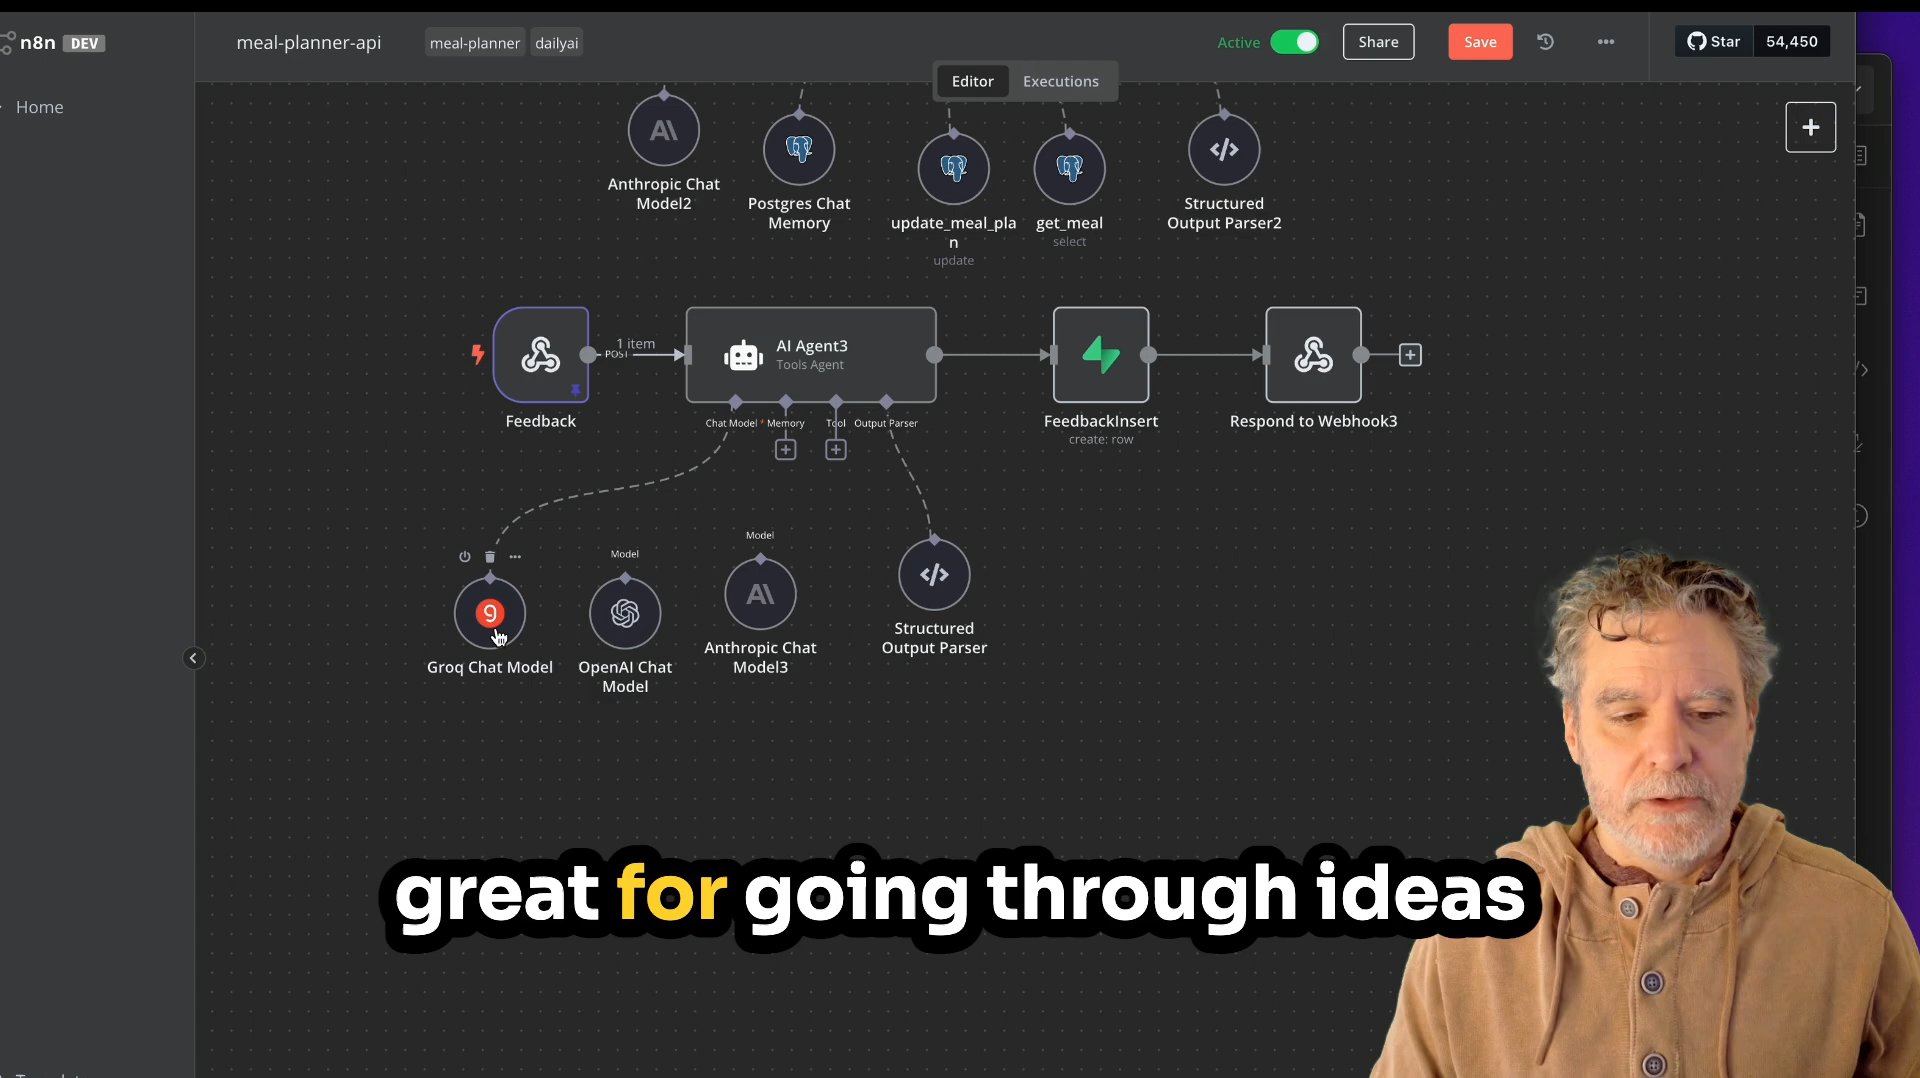 n8n DEV
meal-planner-api
meal-planner
dailyai
Active
Share
Save
Star
54,450
Editor
Executions
Home
Anthropic Chat
Model2
Postgres Chat
Memory
update_meal_pla
n
update
get_meal
select
Structured
Output Parser2
1 item
POST
AI Agent3
Tools Agent
Feedback
Chat Model *
Memory
Tool
Output Parser
FeedbackInsert
create: row
Respond to Webhook3
Model
Model
Groq Chat Model
OpenAI Chat
Model
Anthropic Chat
Model3
Structured
Output Parser
great for going through ideas